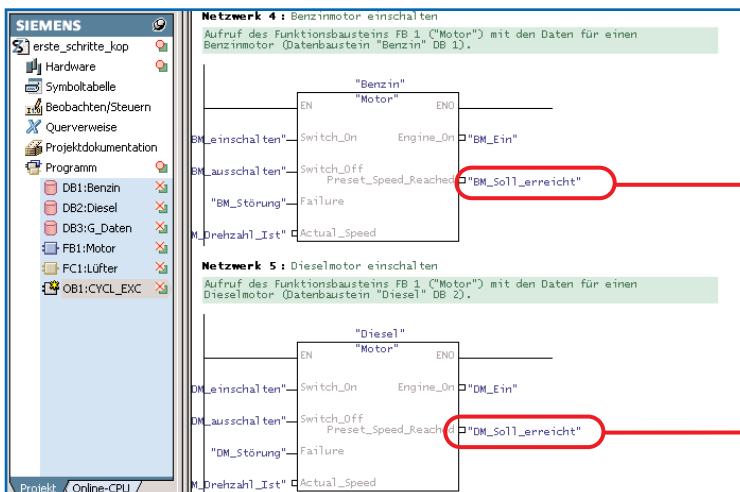 SIEMENS
erste_schritte_kop
Hardware
Symboltabelle
Beobachten/Steuern
Querverweise
Projektdokumentation
Programm
DB1:Benzin
DB2:Diesel
DB3:G_Daten
FB1:Motor
FC1:Lüfter
OB1:CYCL_EXC
Projekt Online-CPU
Netzwerk 4 : Benzinmotor einschalten
Aufruf des Funktionsbausteins FB 1 ("Motor") mit den Daten für einen
Benzinmotor (Datenbaustein "Benzin" DB 1).
"Benzin"
"Motor"
EN ENO
BM_einschalten" Switch_On Engine_On "BM_Ein"
BM_ausschalten" Switch_Off
Preset_Speed_Reached "BM_Soll_erreicht"
"BM_Störung" Failure
M_Drehzahl_Ist" Actual_Speed
Netzwerk 5 : Dieselmotor einschalten
Aufruf des Funktionsbausteins FB 1 ("Motor") mit den Daten für einen
Dieselmotor (Datenbaustein "Diesel" DB 2).
"Diesel"
"Motor"
EN ENO
DM_einschalten" Switch_On Engine_On "DM_Ein"
DM_ausschalten" Switch_Off
Preset_Speed_Reached "DM_Soll_erreicht"
"DM_Störung" Failure
M_Drehzahl_Ist" Actual_Speed